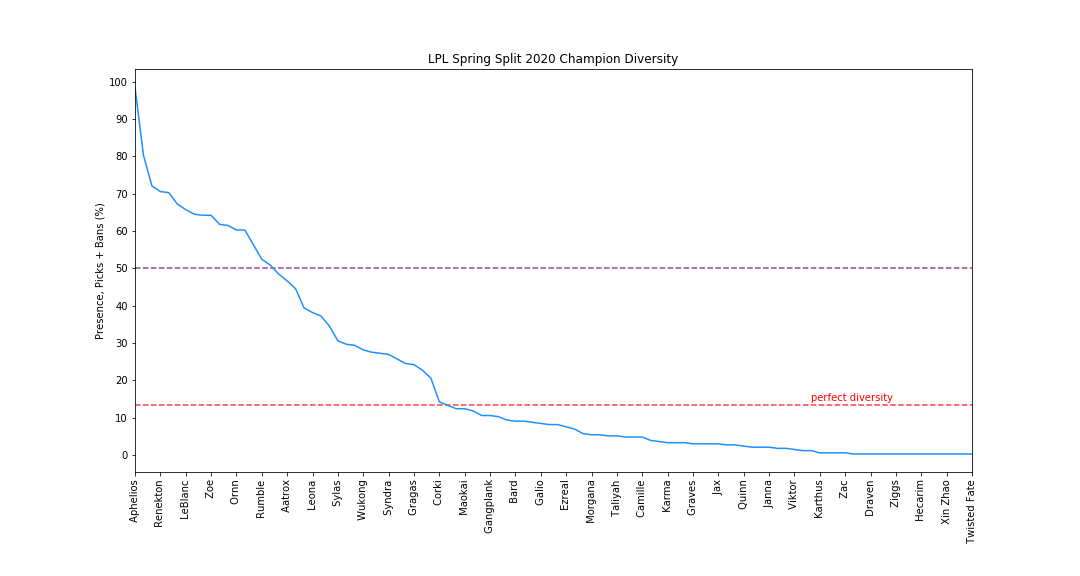 LPL Spring Split 2020 Champion Diversity
Presence, Picks + Bans (%)
100
90
80
70
60
50
40
30
20
10
0
perfect diversity
Aphelios
Renekton
LeBlanc
Zoe
Ornn
Rumble
Aatrox
Leona
Sylas
Wukong
Syndra
Gragas
Corki
Maokai
Gangplank
Bard
Galio
Ezreal
Morgana
Taliyah
Camille
Karma
Graves
Jax
Quinn
Janna
Viktor
Karthus
Zac
Draven
Ziggs
Hecarim
Xin Zhao
Twisted Fate